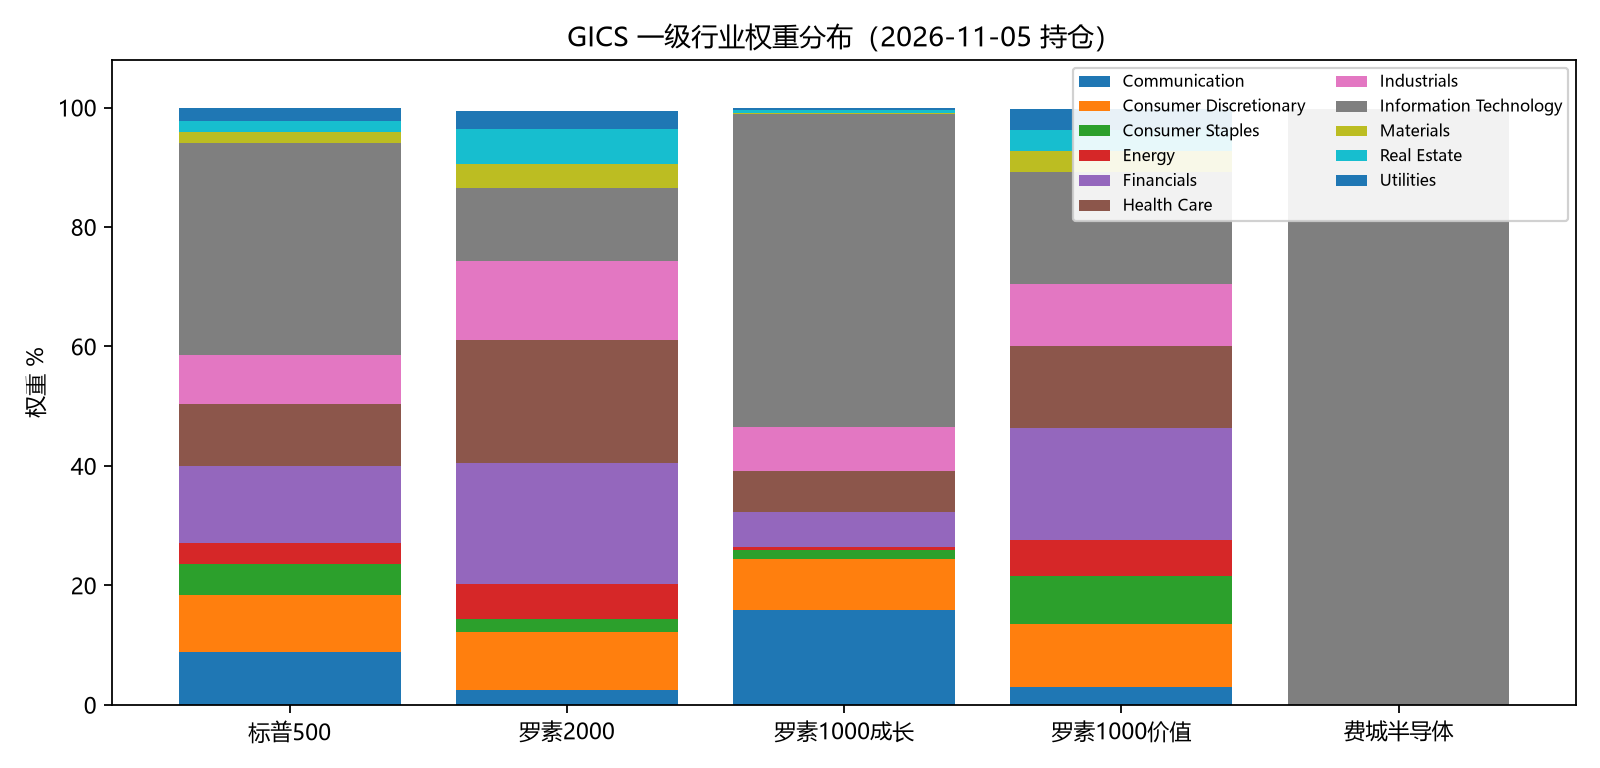 GICS 一级行业权重分布（2026-11-05 持仓）
Communication
Consumer Discretionary
Consumer Staples
Energy
Financials
Health Care
Industrials
Information Technology
Materials
Real Estate
Utilities
权重 %
100
80
60
40
20
0
标普500
罗素2000
罗素1000成长
罗素1000价值
费城半导体